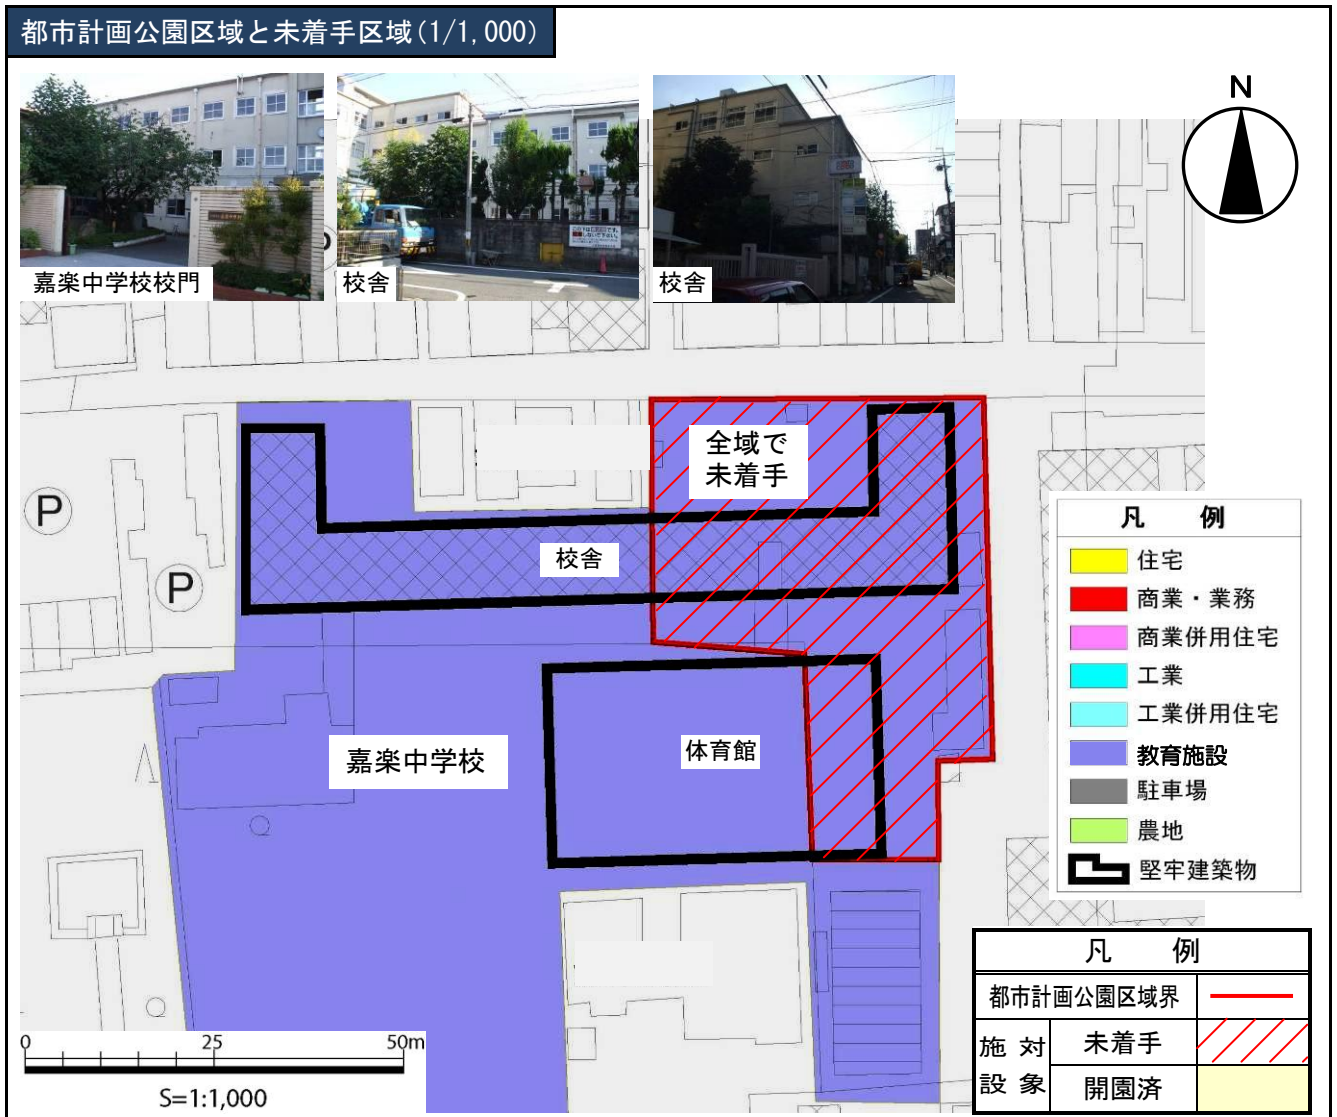 都市計画公園区域と未着手区域(1/1,000)
嘉楽中学校校門
校舎
校舎
N
全域で
未着手
校舎
P
P
嘉楽中学校
体育館
凡 例
住宅
商業・業務
商業併用住宅
工業
工業併用住宅
教育施設
駐車場
農地
堅牢建築物
凡 例
都市計画公園区域界
施設 対象
未着手
開園済
0 25 50m
S=1:1,000